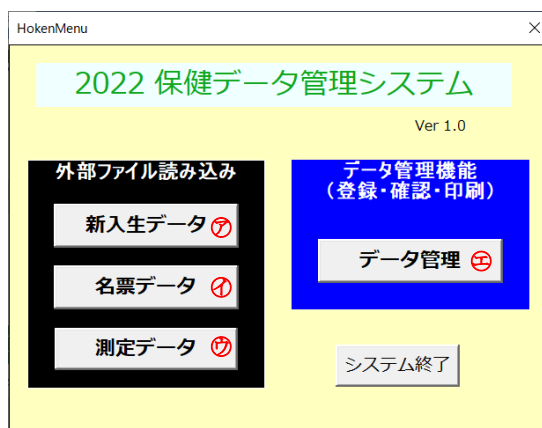 HokenMenu
2022 保健データ管理システム
Ver 1.0
外部ファイル読み込み
新入生データ ㋐
名票データ ㋑
測定データ ㋒
データ管理機能
（登録・確認・印刷）
データ管理 ㋓
システム終了